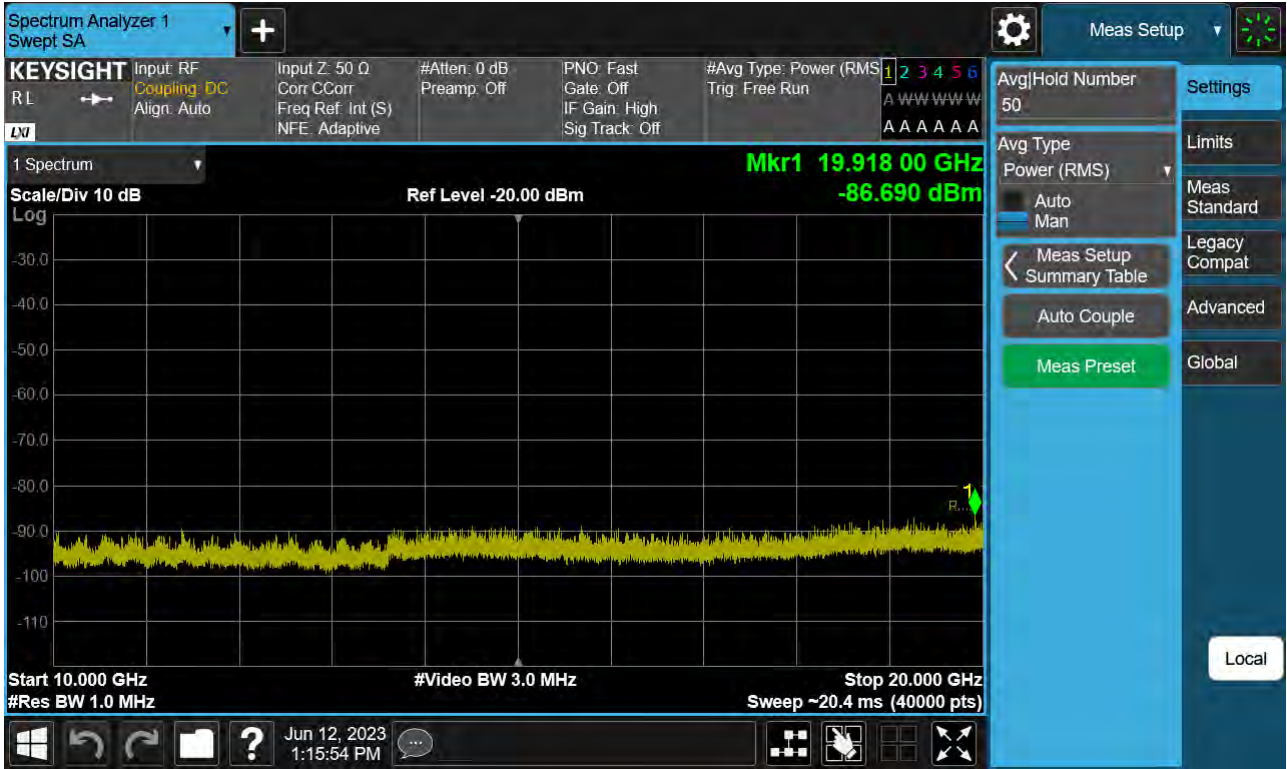 Spectrum Analyzer 1
Swept SA
+
Meas Setup
KEYSIGHT
RL
LXI
Input: RF
Coupling: DC
Align: Auto
Input Z: 50 Ω
Corr CCorr
Freq Ref: Int (S)
NFE: Adaptive
#Atten: 0 dB
Preamp: Off
PNO: Fast
Gate: Off
IF Gain: High
Sig Track: Off
#Avg Type: Power (RMS
Trig: Free Run
1 2 3 4 5 6
A W W W W W
A A A A A A
1 Spectrum
Scale/Div 10 dB
Ref Level -20.00 dBm
Mkr1 19.918 00 GHz
-86.690 dBm
Log
-30.0
-40.0
-50.0
-60.0
-70.0
-80.0
-90.0
-100
-110
1
R...
Start 10.000 GHz
#Video BW 3.0 MHz
Stop 20.000 GHz
#Res BW 1.0 MHz
Sweep ~20.4 ms (40000 pts)
Avg|Hold Number
50
Avg Type
Power (RMS)
Auto
Man
Meas Setup
Summary Table
Auto Couple
Meas Preset
Settings
Limits
Meas
Standard
Legacy
Compat
Advanced
Global
Local
?
Jun 12, 2023
1:15:54 PM